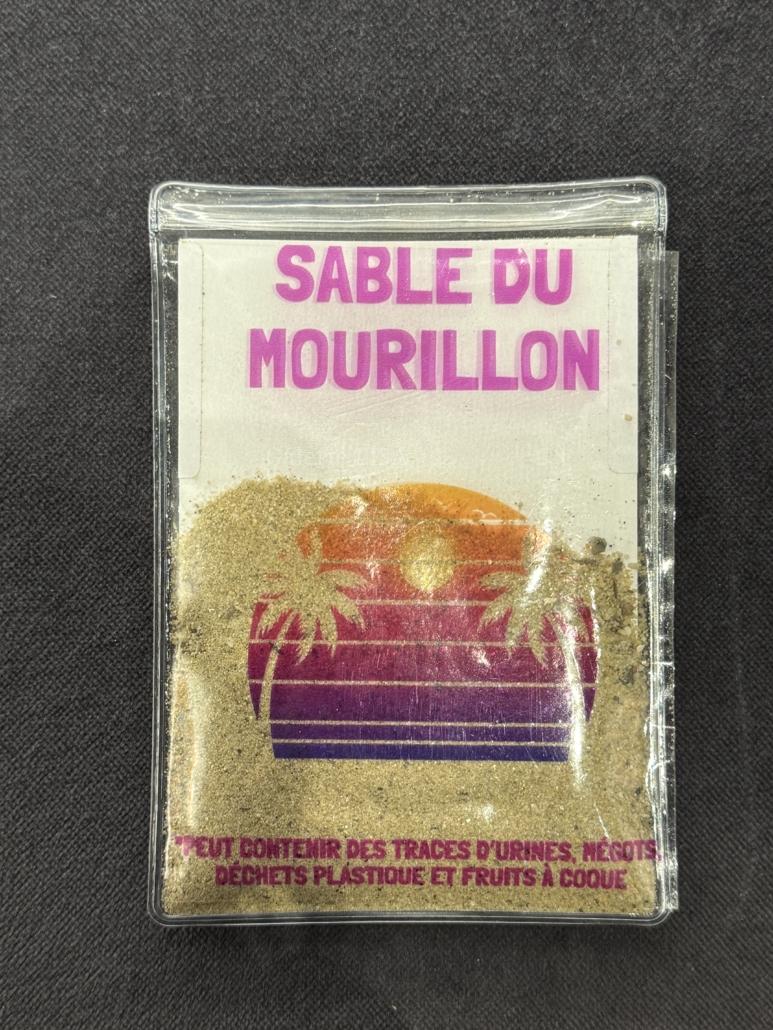 SABLE DU
MOURILLON
*PEUT CONTENIR DES TRACES D'URINES, MÉGOTS,
DÉCHETS PLASTIQUE ET FRUITS À COQUE